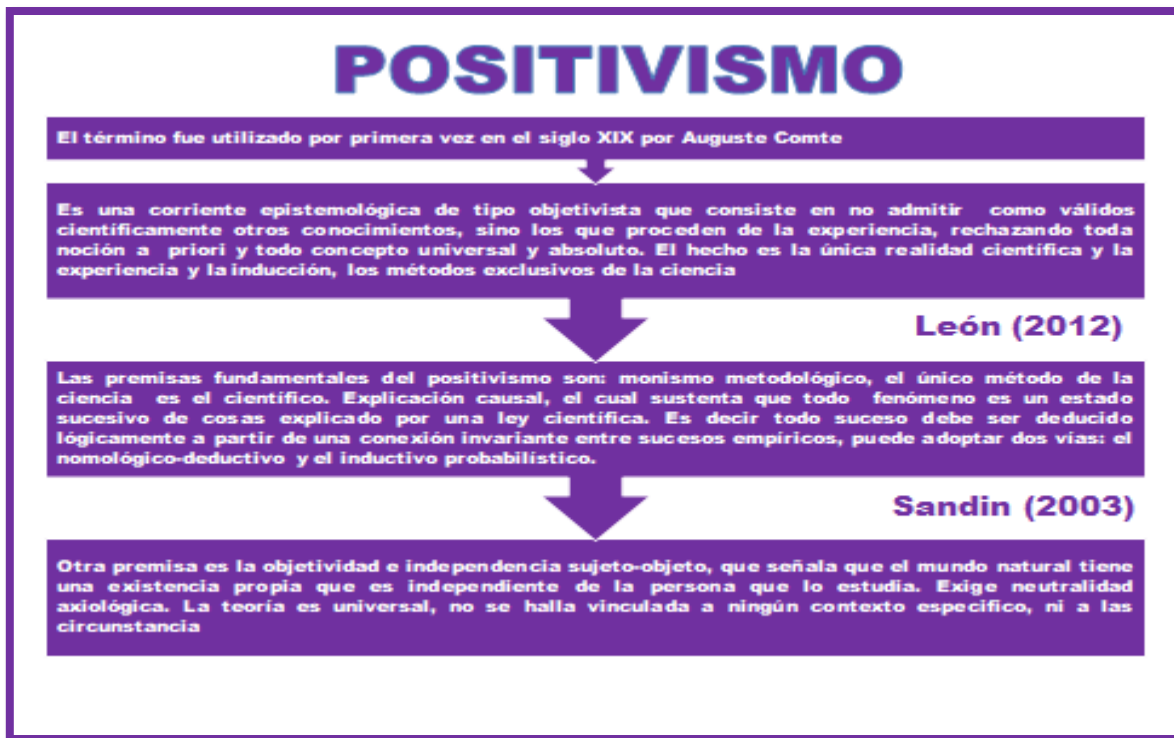 POSITIVISMO
El término fue utilizado por primera vez en el siglo XIX por Auguste Comte
Es una corriente epistemológica de tipo objetivista que consiste en no admitir como válidos
científicamente otros conocimientos, sino los que proceden de la experiencia, rechazando toda
noción a priori y todo concepto universal y absoluto. El hecho es la única realidad científica y la
experiencia y la inducción, los métodos exclusivos de la ciencia
León (2012)
Las premisas fundamentales del positivismo son: monismo metodológico, el único método de la
ciencia es el científico. Explicación causal, el cual sustenta que todo fenómeno es un estado
sucesivo de cosas explicado por una ley científica. Es decir todo suceso debe ser deducido
lógicamente a partir de una conexión invariante entre sucesos empíricos, puede adoptar dos vías: el
nomológico-deductivo y el inductivo probabilístico.
Sandin (2003)
Otra premisa es la objetividad e independencia sujeto-objeto, que señala que el mundo natural tiene
una existencia propia que es independiente de la persona que lo estudia. Exige neutralidad
axiológica. La teoría es universal, no se halla vinculada a ningún contexto especifico, ni a las
circunstancia